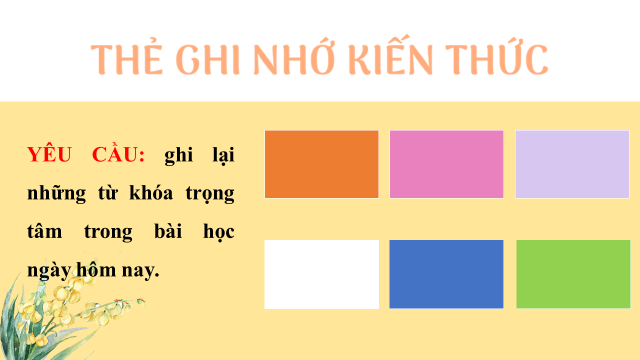 THẺ GHI NHỚ KIẾN THỨC
YÊU CẦU: ghi lại
những từ khóa trọng
tâm trong bài học
ngày hôm nay.